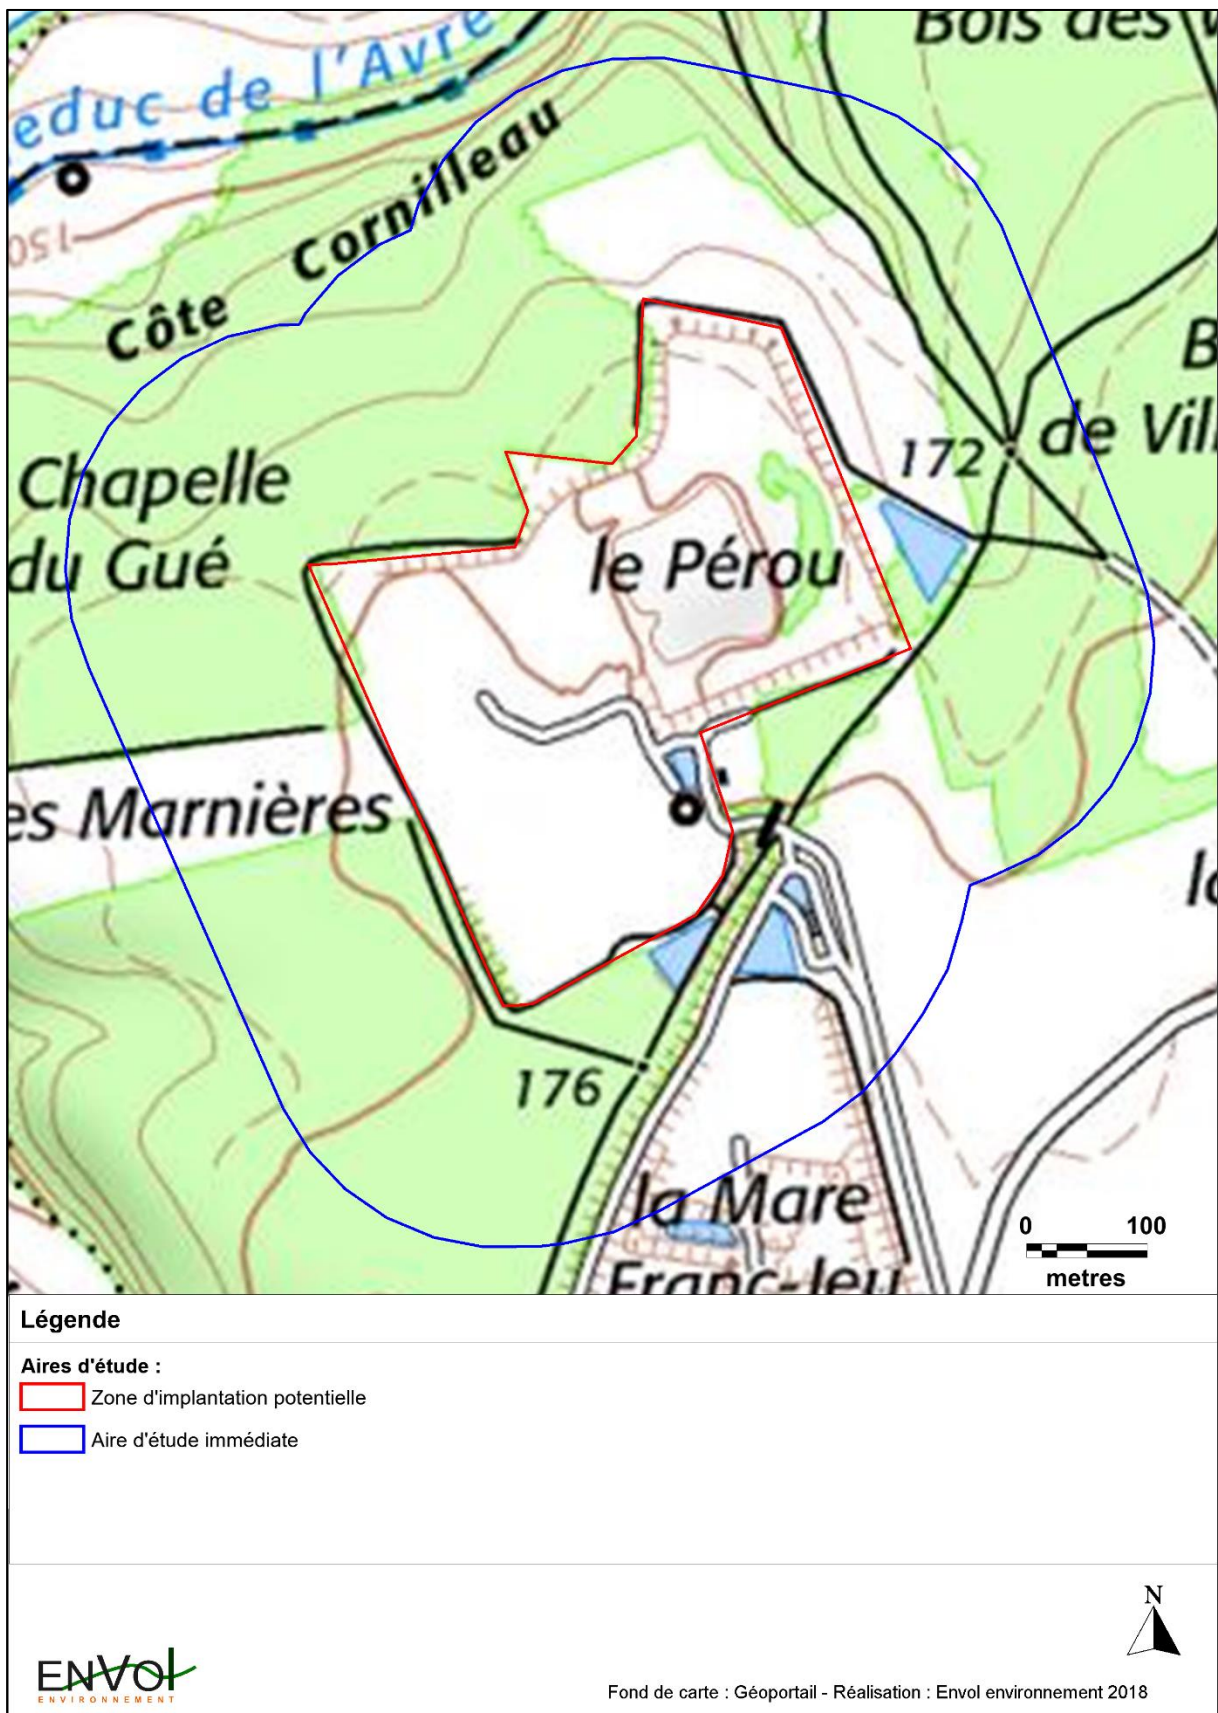 Bois des
educ de l'Avre
Côte Cornilleau
150
B
172
de Vil
Chapelle
du Gué
le Pérou
es Marnières
176
la Mare
Franc-leu
0 100
metres
Légende
Aires d'étude :
Zone d'implantation potentielle
Aire d'étude immédiate
N
ENVOl
ENVIRONNEMENT
Fond de carte : Géoportail - Réalisation : Envol environnement 2018